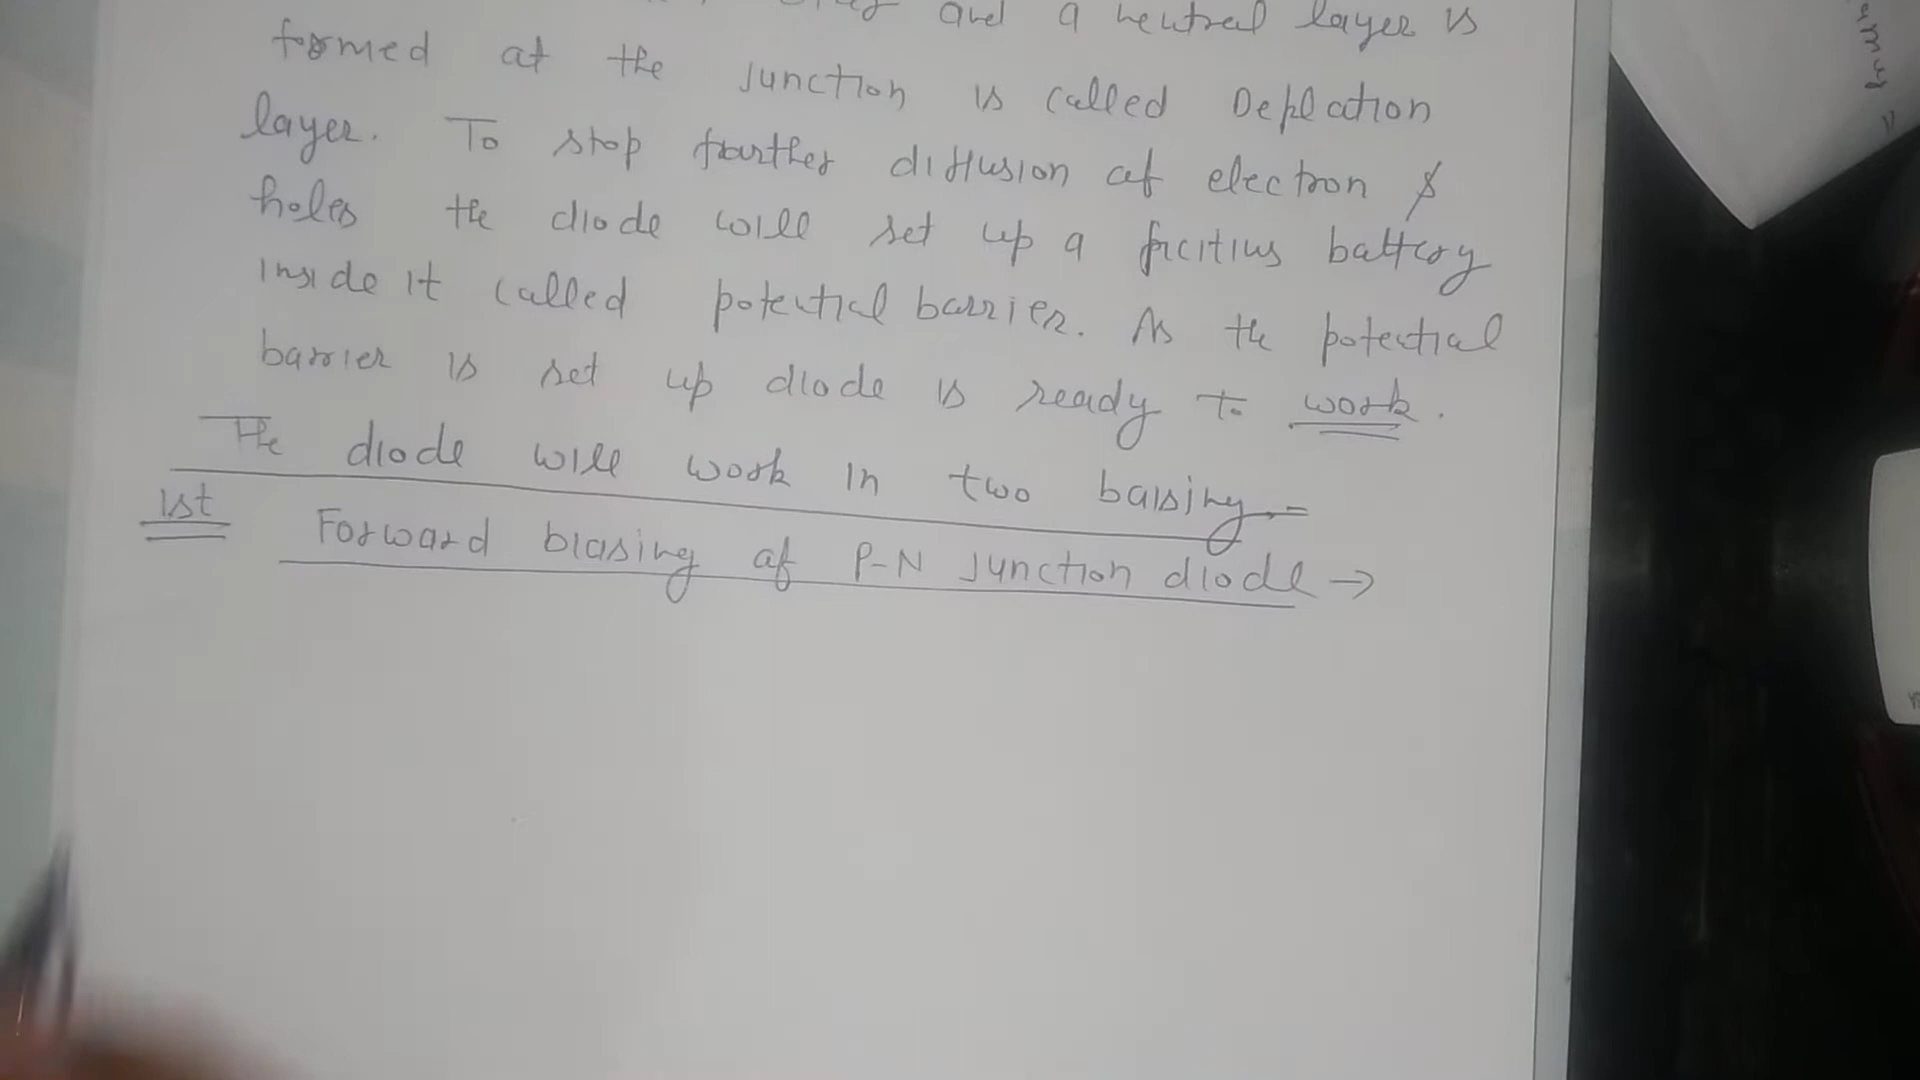 and a neutral layer is
formed at the junction is called Deplation
layer. To stop further diffusion of electron &
holes the diode will set up a ficitius battery
inside it called potential barrier. As the potential
barrier is set up diode is ready to work.
The diode will work in two baising -
1st Forward biasing of P-N Junction diode →